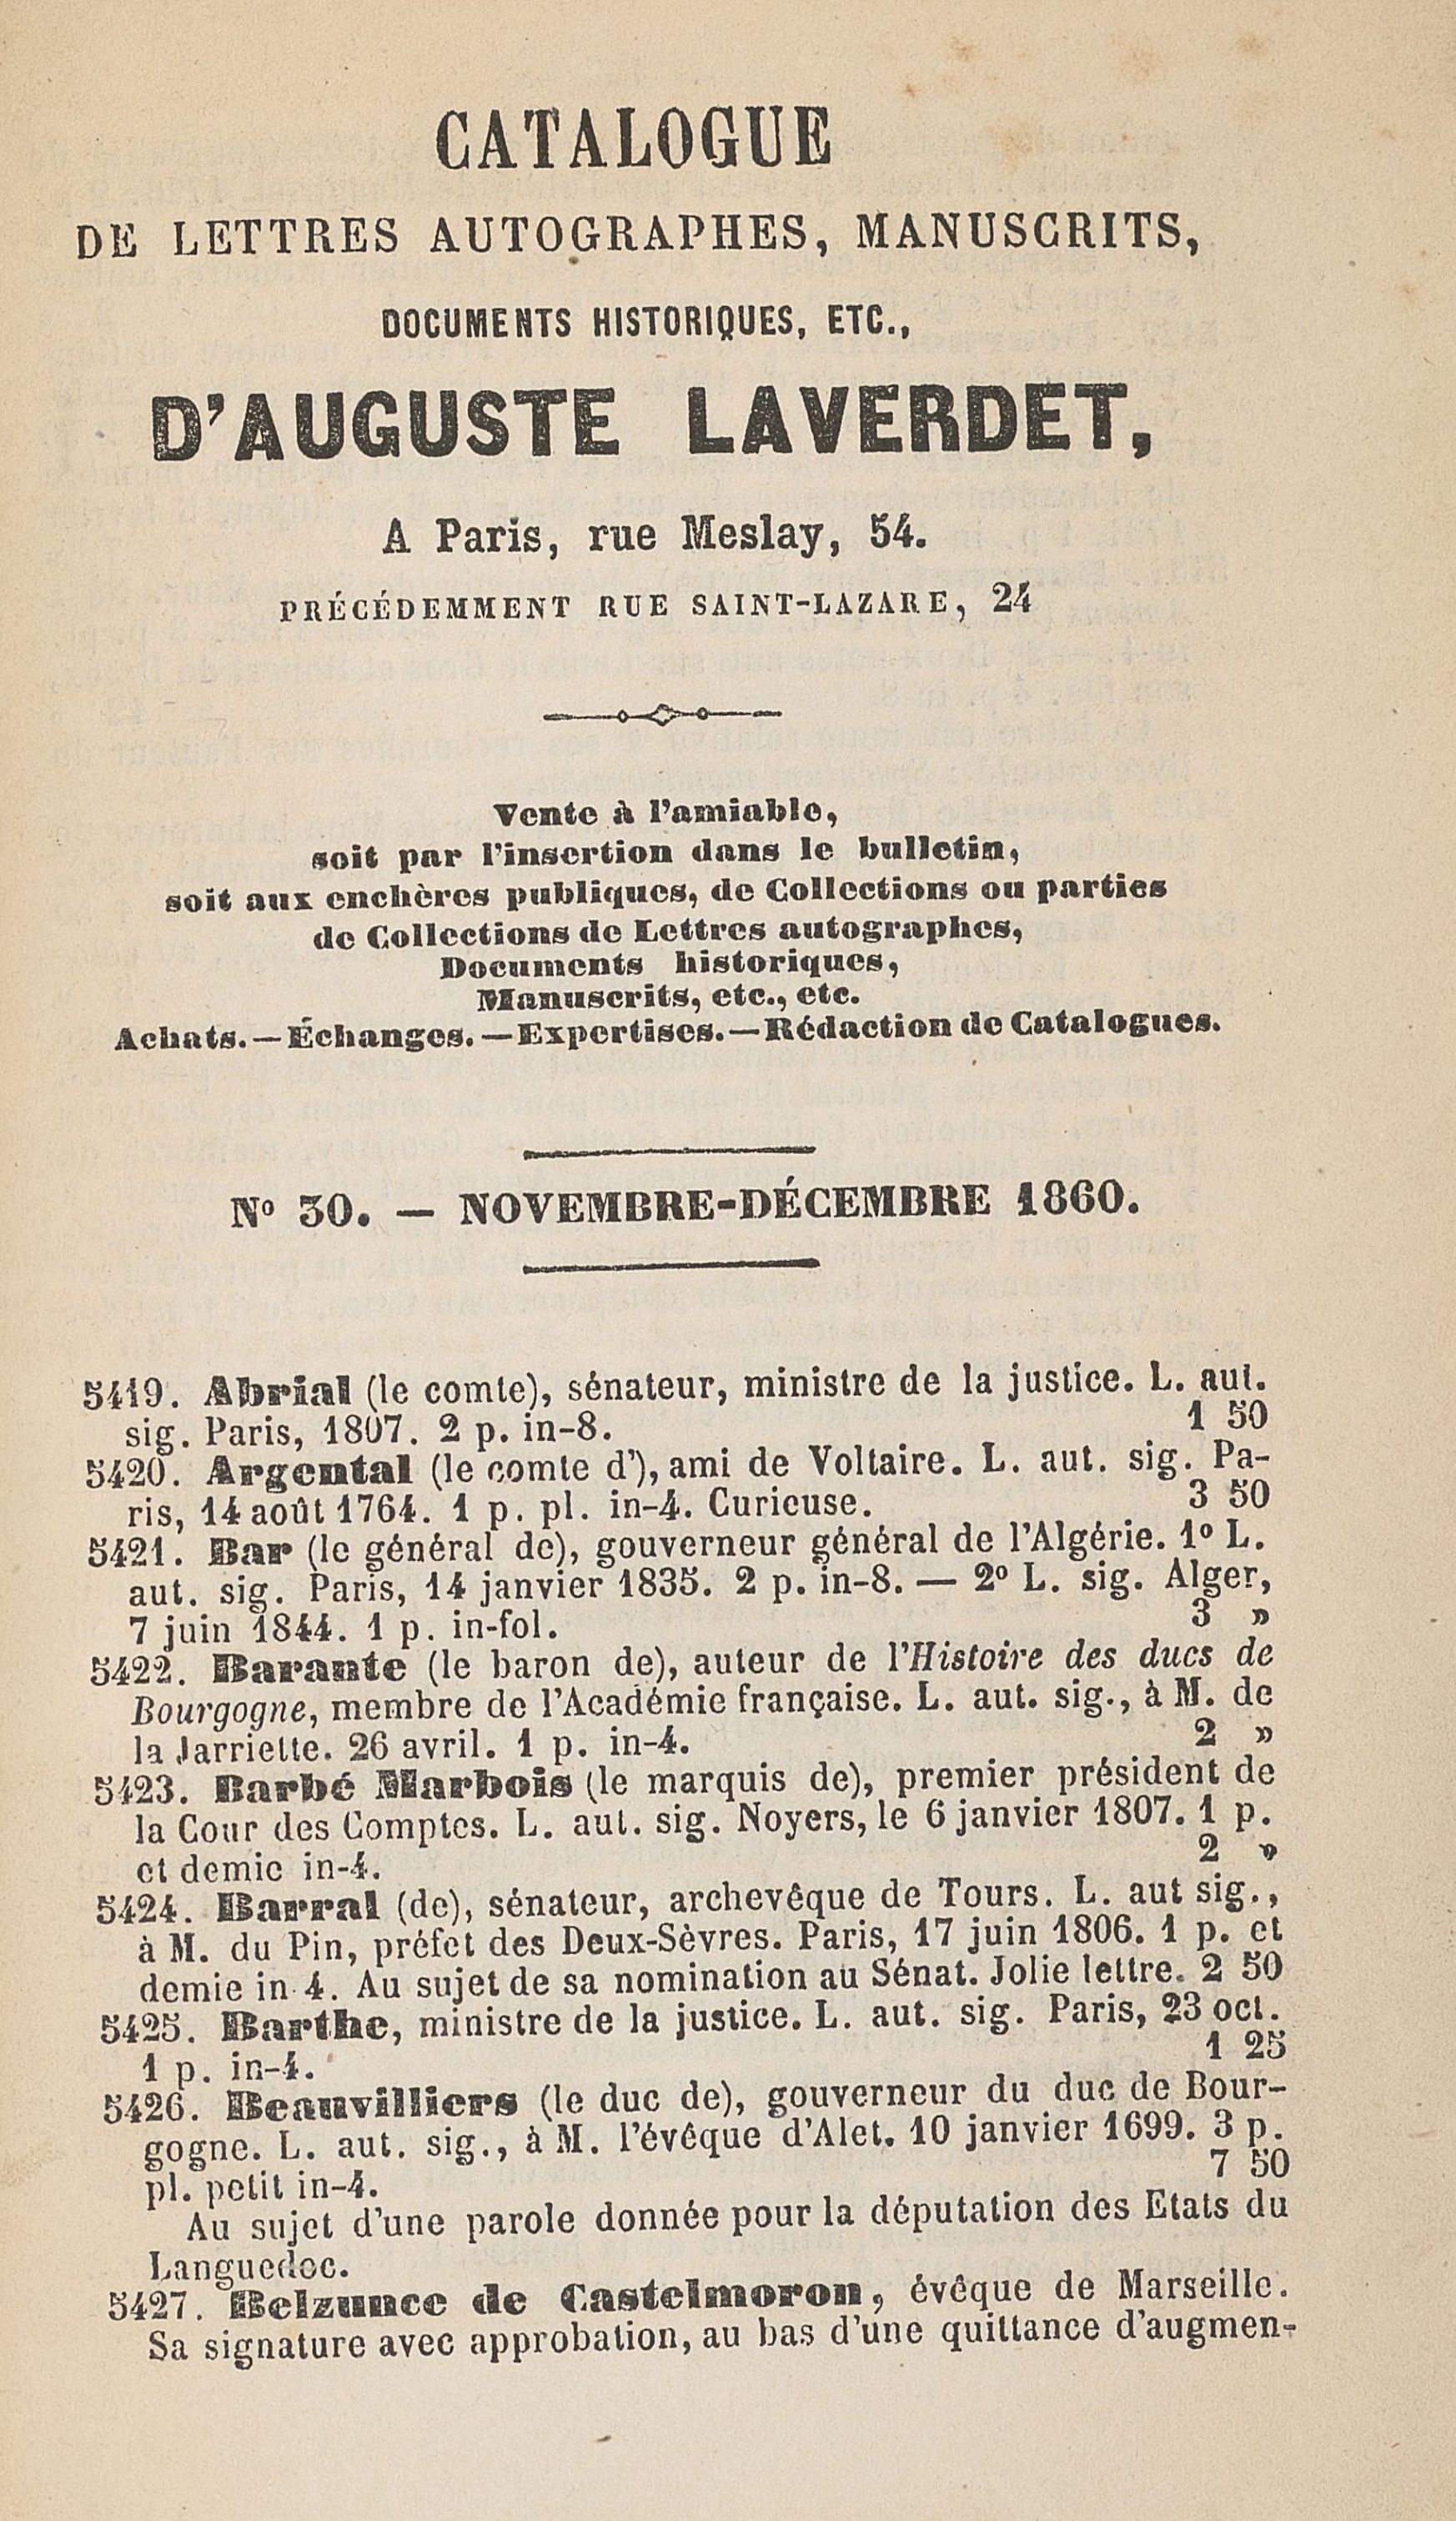 CATALOGUE
DE LETTRES AUTOGRAPHES, MANUSCRITS,
DOCUMENTS HISTORIQUES, ETC.,
D'AUGUSTE LAVERDET,
A Paris, rue Meslay, 54.
PRÉCÉDEMMENT RUE SAINT-LAZARE, 24
Vente à l'amiable,
soit par l'insertion dans le bulletin,
soit aux enchères publiques, de Collections ou parties
de Collections de Lettres autographes,
Documents historiques,
Manuscrits, etc., etc.
Achats.—Échanges.—Expertises.—Rédaction de Catalogues.
Nº 30. — NOVEMBRE-DÉCEMBRE 1860.
5419. Abrial (le comte), sénateur, ministre de la justice. L. aut.
sig. Paris, 1807. 2 p. in-8. 1 50
5420. Argental (le comte d'), ami de Voltaire. L. aut. sig. Pa-
ris, 14 août 1764. 1 p. pl. in-4. Curieuse. 3 50
5421. Bar (le général de), gouverneur général de l'Algérie. 1º L.
aut. sig. Paris, 14 janvier 1835. 2 p. in-8. — 2º L. sig. Alger,
7 juin 1844. 1 p. in-fol. 3 »
5422. Barante (le baron de), auteur de l'Histoire des ducs de
Bourgogne, membre de l'Académie française. L. aut. sig., à M. de
la Jarriette. 26 avril. 1 p. in-4. 2 »
5423. Barbé Marbois (le marquis de), premier président de
la Cour des Comptes. L. aut. sig. Noyers, le 6 janvier 1807. 1 p.
et demie in-4. 2 »
5424. Barral (de), sénateur, archevêque de Tours. L. aut sig.,
à M. du Pin, préfet des Deux-Sèvres. Paris, 17 juin 1806. 1 p. et
demie in-4. Au sujet de sa nomination au Sénat. Jolie lettre. 2 50
5425. Barthe, ministre de la justice. L. aut. sig. Paris, 23 oct.
1 p. in-4. 1 25
5426. Beauvilliers (le duc de), gouverneur du duc de Bour-
gogne. L. aut. sig., à M. l'évêque d'Alet. 10 janvier 1699. 3 p.
pl. petit in-4. 7 50
Au sujet d'une parole donnée pour la députation des Etats du
Languedoc.
5427. Belzunce de Castelmoron, évêque de Marseille.
Sa signature avec approbation, au bas d'une quittance d'augmen-